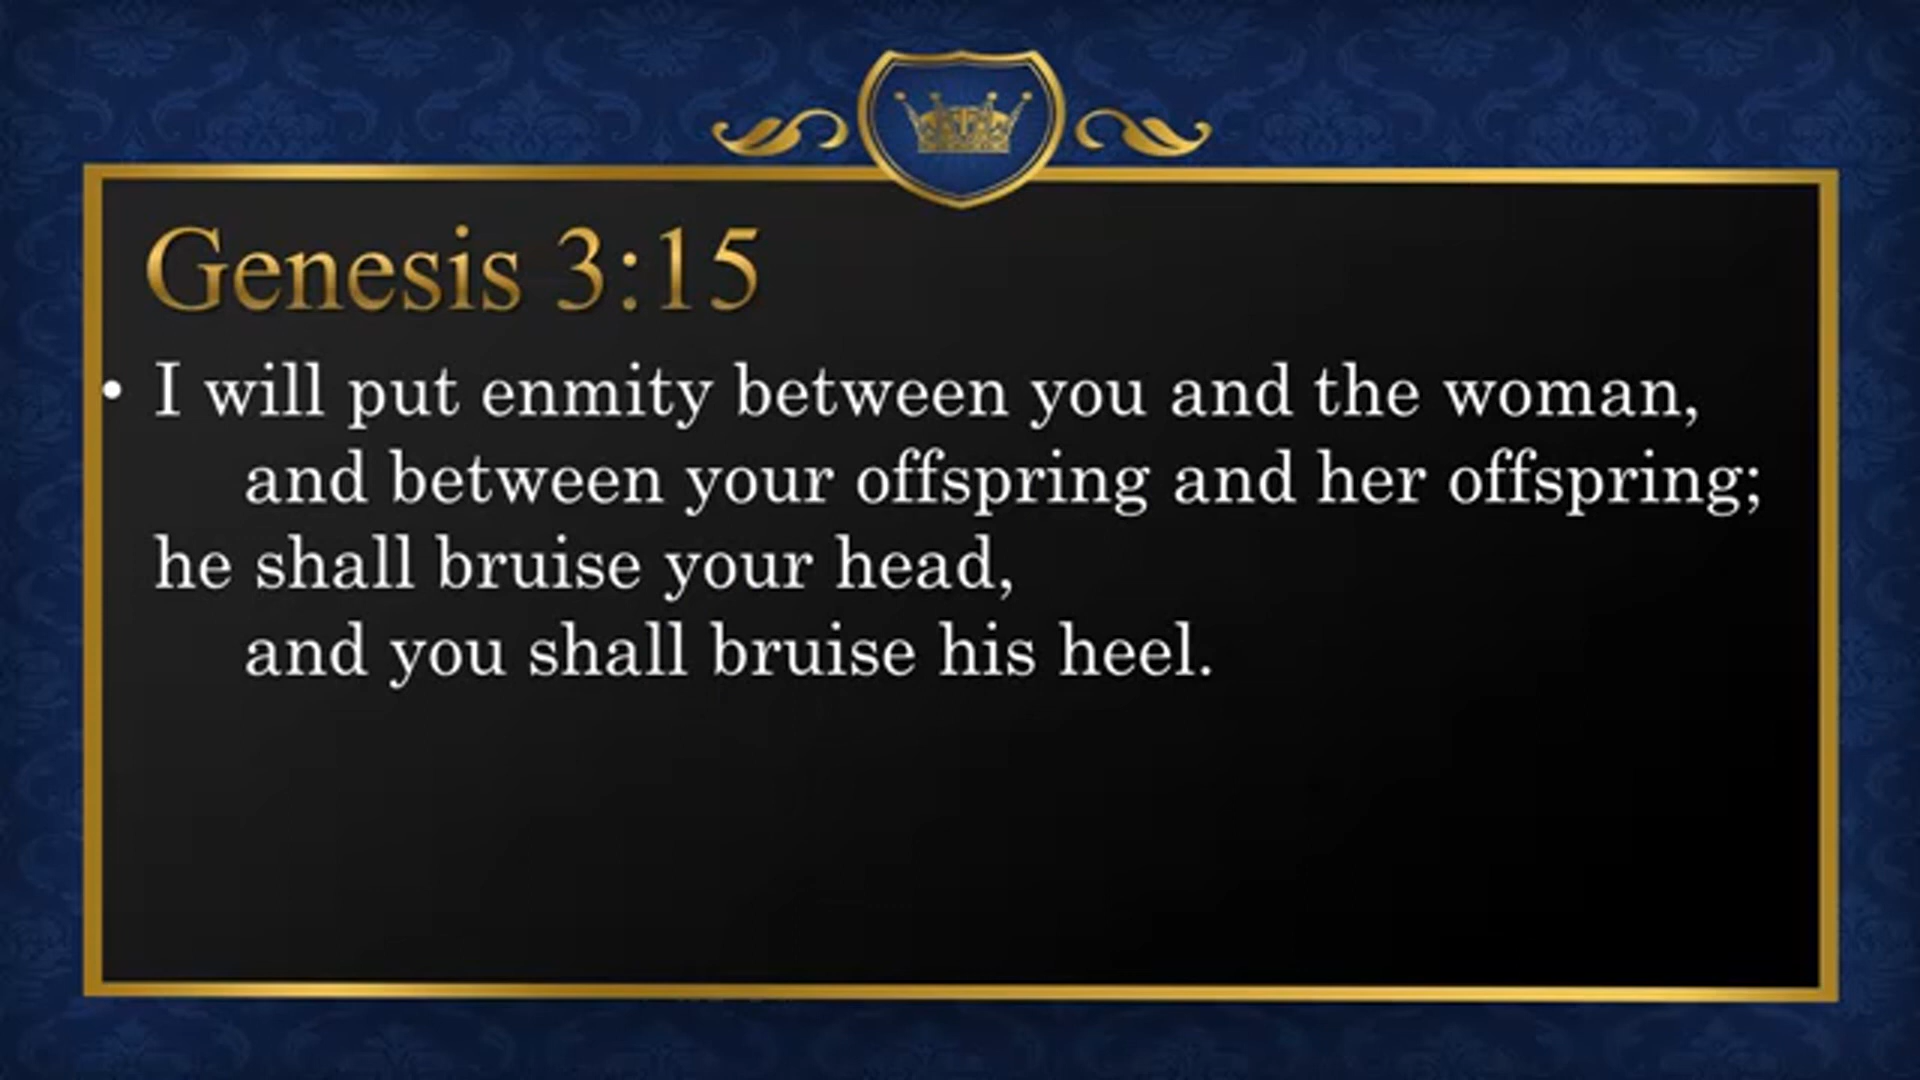 Genesis 3:15
• I will put enmity between you and the woman,
and between your offspring and her offspring;
he shall bruise your head,
and you shall bruise his heel.